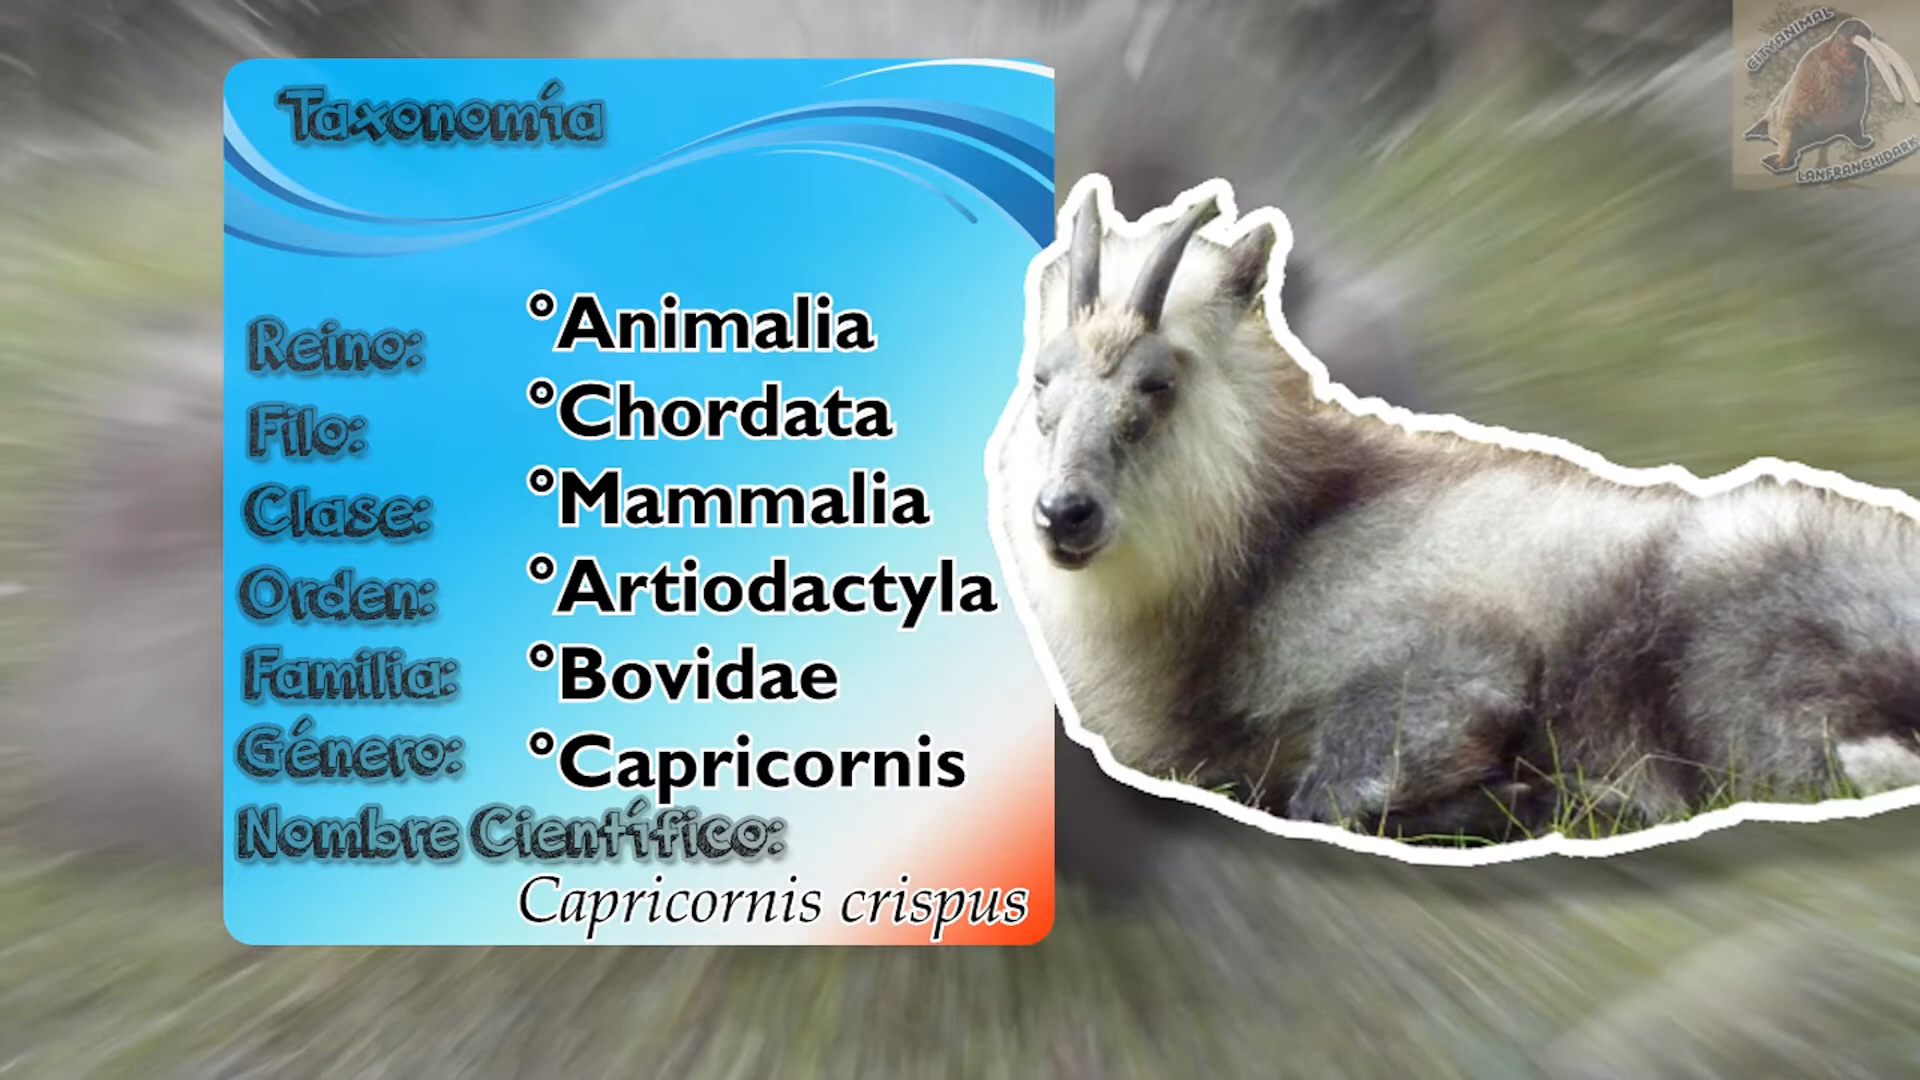 Taxonomía
Reino: °Animalia
Filo: °Chordata
Clase: °Mammalia
Orden: °Artiodactyla
Familia: °Bovidae
Género: °Capricornis
Nombre Científico:
Capricornis crispus
CITYANIMAL
LANFRANCHIDARK